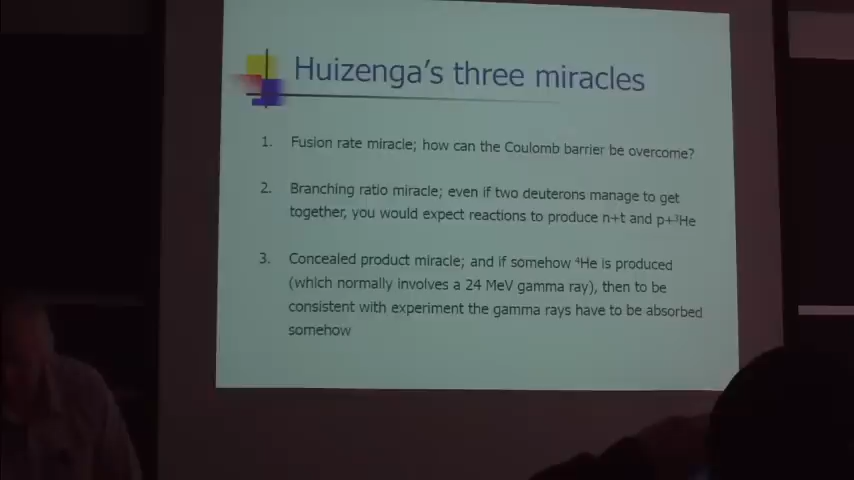 Huizenga's three miracles
1. Fusion rate miracle; how can the Coulomb barrier be overcome?
2. Branching ratio miracle; even if two deuterons manage to get
together, you would expect reactions to produce n+t and p+³He
3. Concealed product miracle; and if somehow ⁴He is produced
(which normally involves a 24 MeV gamma ray), then to be
consistent with experiment the gamma rays have to be absorbed
somehow